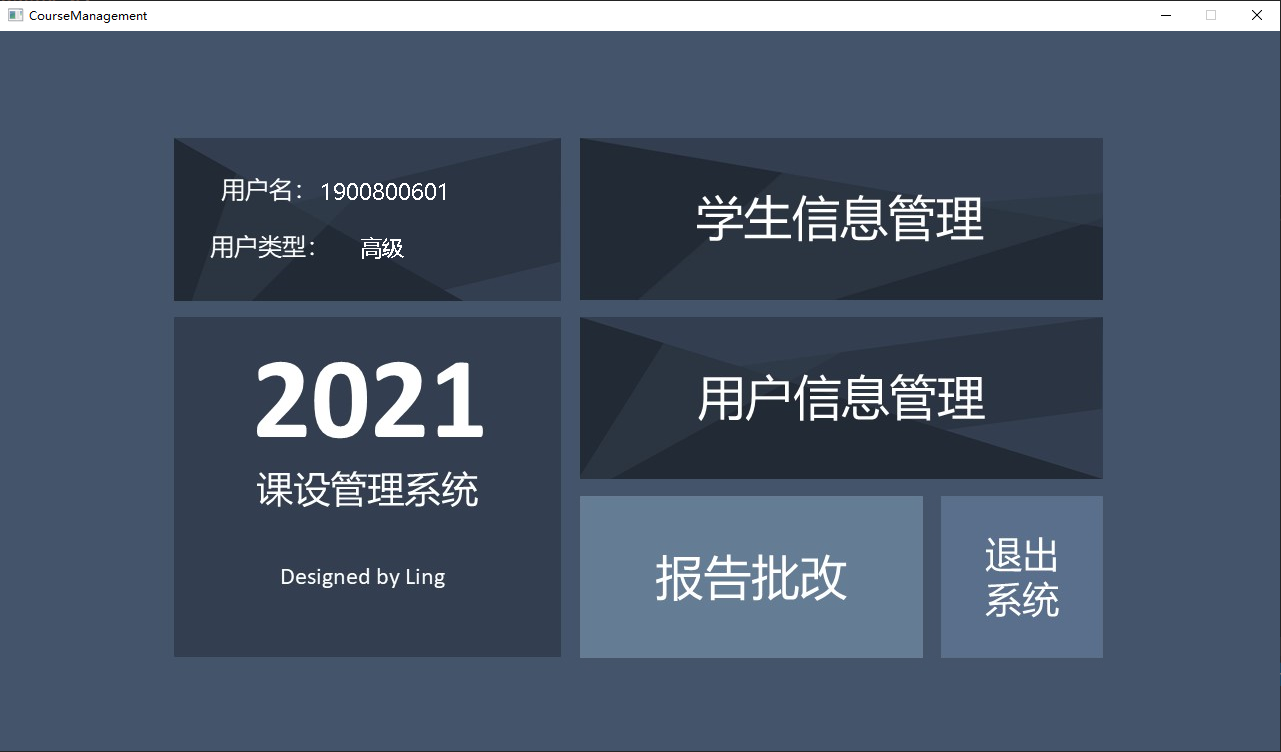 CourseManagement
用户名： 1900800601
用户类型： 高级
学生信息管理
2021
课设管理系统
Designed by Ling
用户信息管理
报告批改
退出
系统